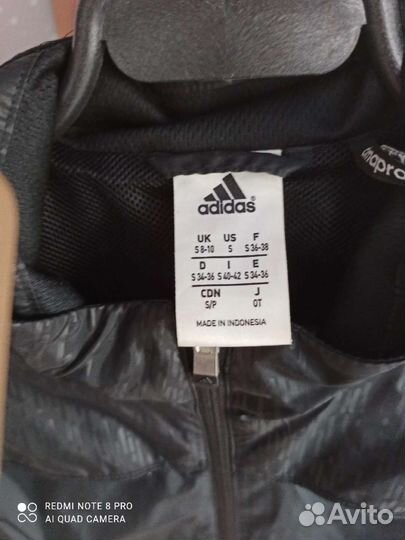 adidas
UK US F
S 8-10 S S 36-38
D I E
S 34-36 S 40-42 S 34-36
CDN J
S/P OT
MADE IN INDONESIA
REDMI NOTE 8 PRO
AI QUAD CAMERA
Avito